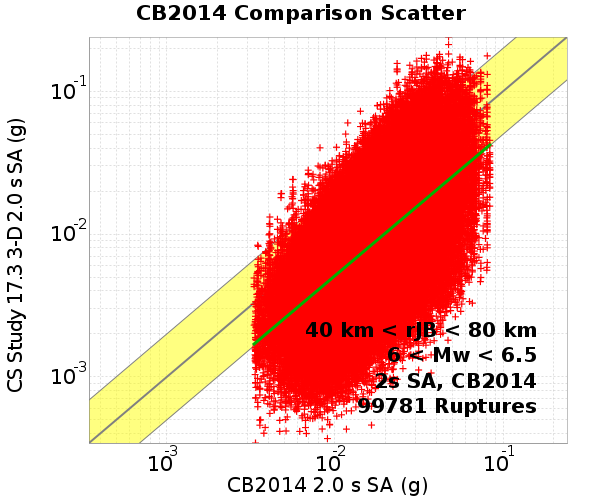 CB2014 Comparison Scatter
CS Study 17.3 3-D 2.0 s SA (g)
10-1
10-2
10-3
40 km < rJB < 80 km
6 < Mw < 6.5
2s SA, CB2014
99781 Ruptures
10-3 10-2 10-1
CB2014 2.0 s SA (g)